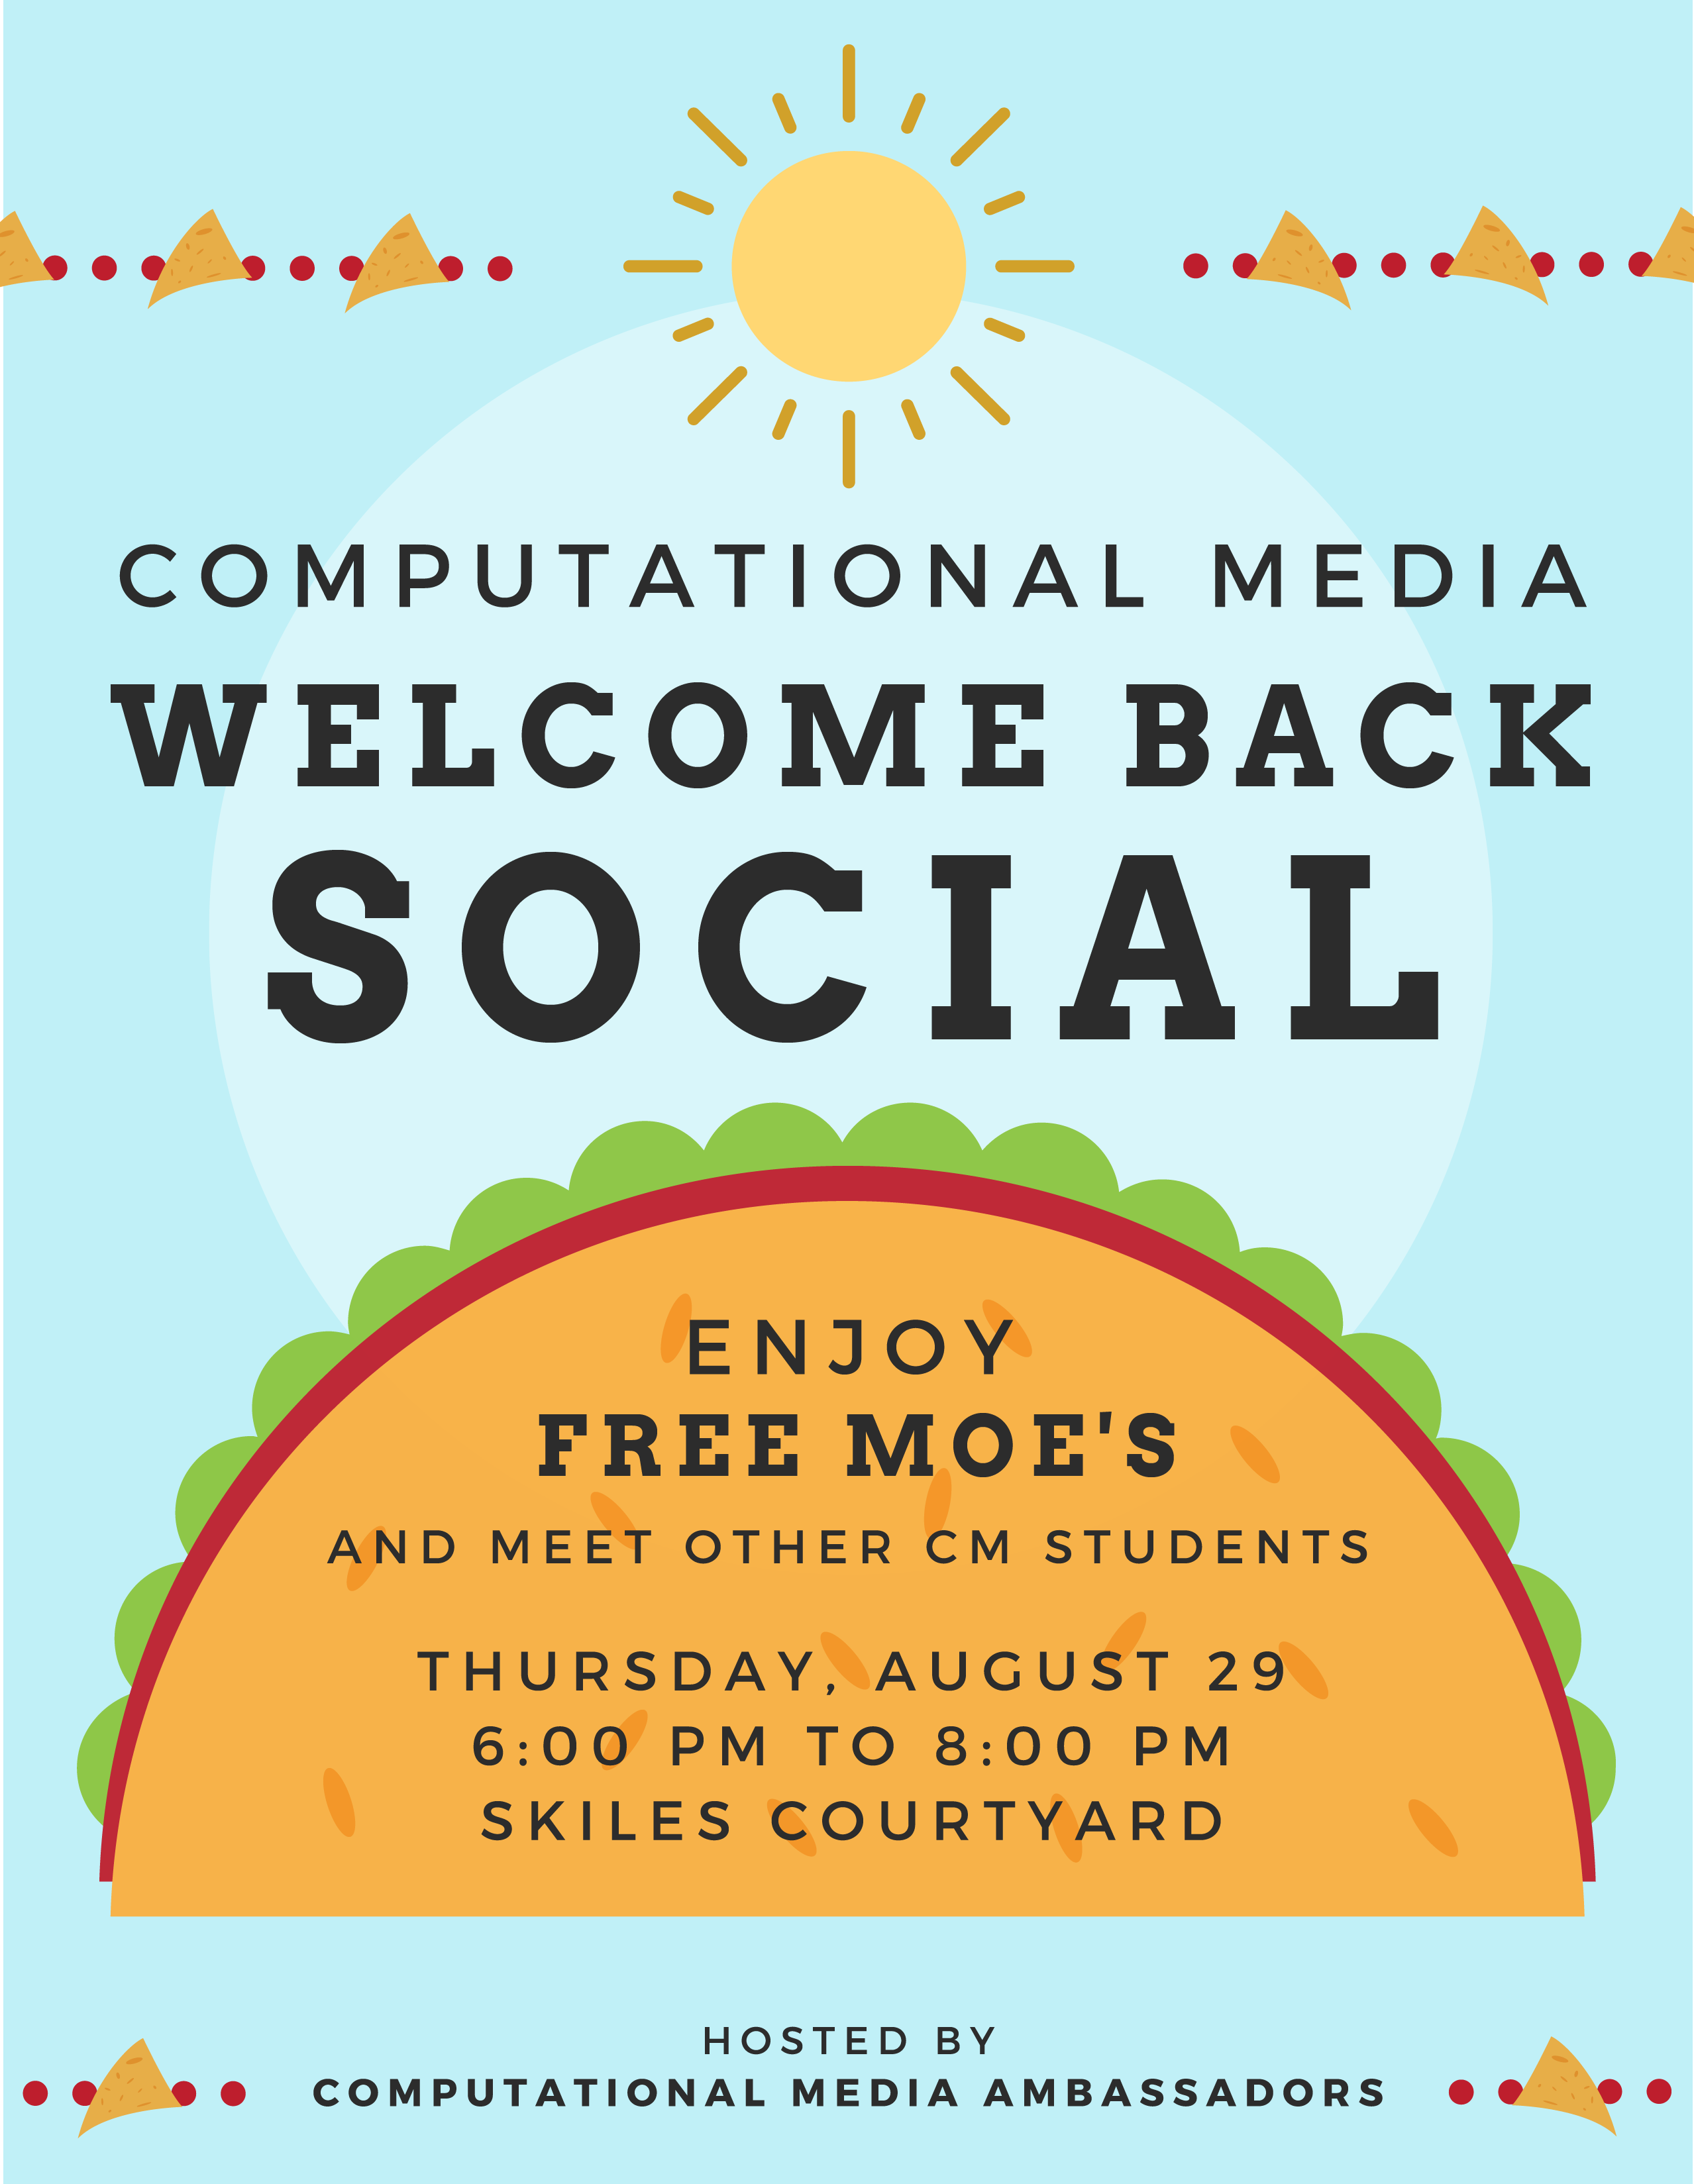 COMPUTATIONAL MEDIA
WELCOME BACK
SOCIAL
ENJOY
FREE MOE'S
AND MEET OTHER CM STUDENTS
THURSDAY, AUGUST 29
6:00 PM TO 8:00 PM
SKILES COURTYARD
HOSTED BY
COMPUTATIONAL MEDIA AMBASSADORS